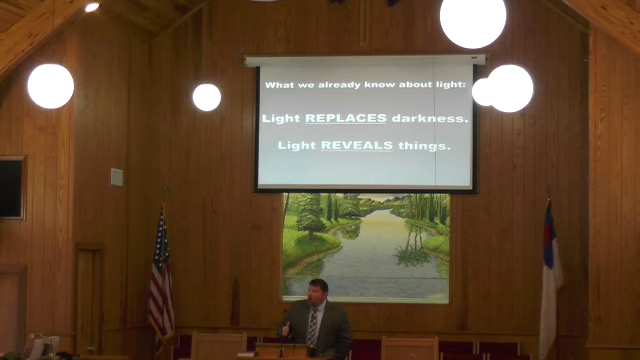 What we already know about light:
Light REPLACES darkness.
Light REVEALS things.